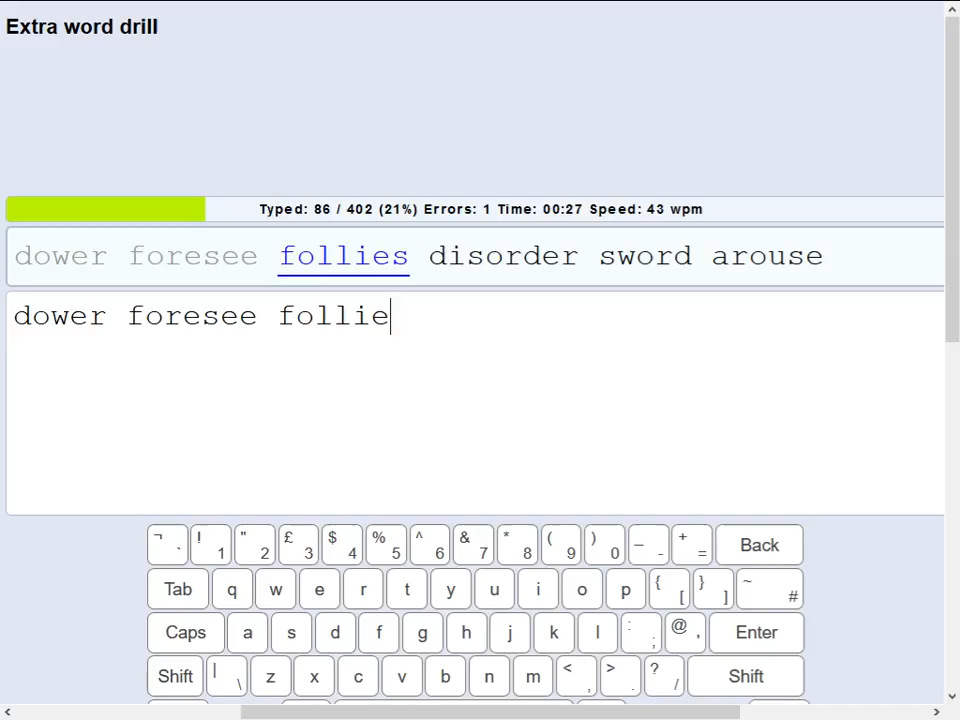 Extra word drill
Typed: 86 / 402 (21%) Errors: 1 Time: 00:27 Speed: 43 wpm
dower foresee follies disorder sword arouse
dower foresee follie
¬ ` ! 1 " 2 £ 3 $ 4 % 5 ^ 6 & 7 * 8 ( 9 ) 0 _ - + = Back
Tab q w e r t y u i o p { [ } ] ~ #
Caps a s d f g h j k l : ; @ , Enter
Shift | \ z x c v b n m < , > . ? / Shift